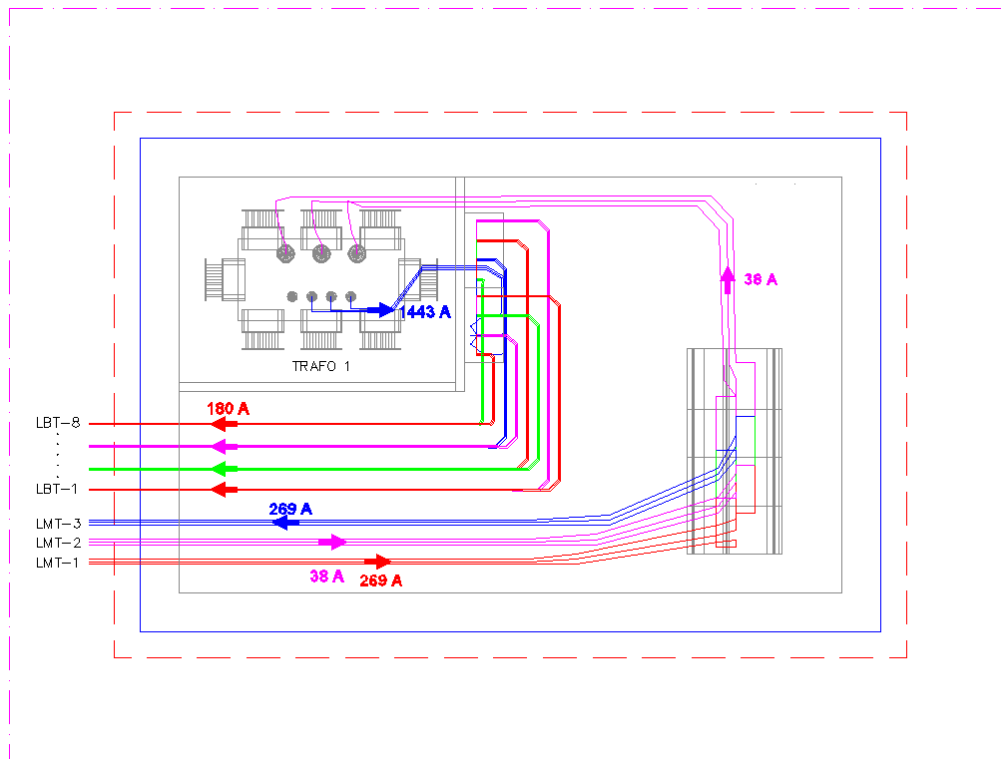 38 A
1443 A
TRAFO 1
180 A
LBT-8
LBT-1
269 A
LMT-3
LMT-2
LMT-1
38 A
269 A